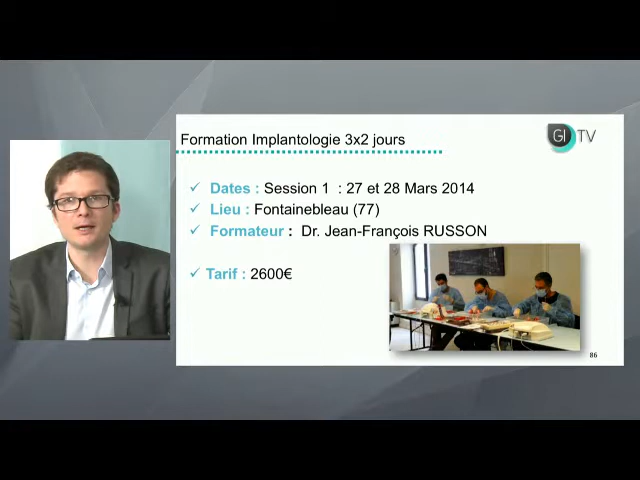 Formation Implantologie 3x2 jours
GI TV
✓ Dates : Session 1 : 27 et 28 Mars 2014
✓ Lieu : Fontainebleau (77)
✓ Formateur : Dr. Jean-François RUSSON
✓ Tarif : 2600€
86